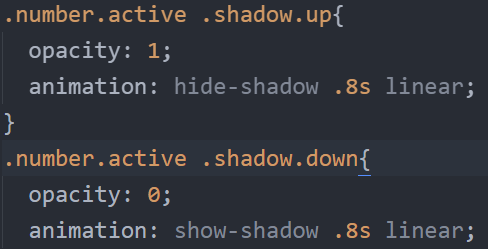 .number.active .shadow.up{
  opacity: 1;
  animation: hide-shadow .8s linear;
}
.number.active .shadow.down{
  opacity: 0;
  animation: show-shadow .8s linear;